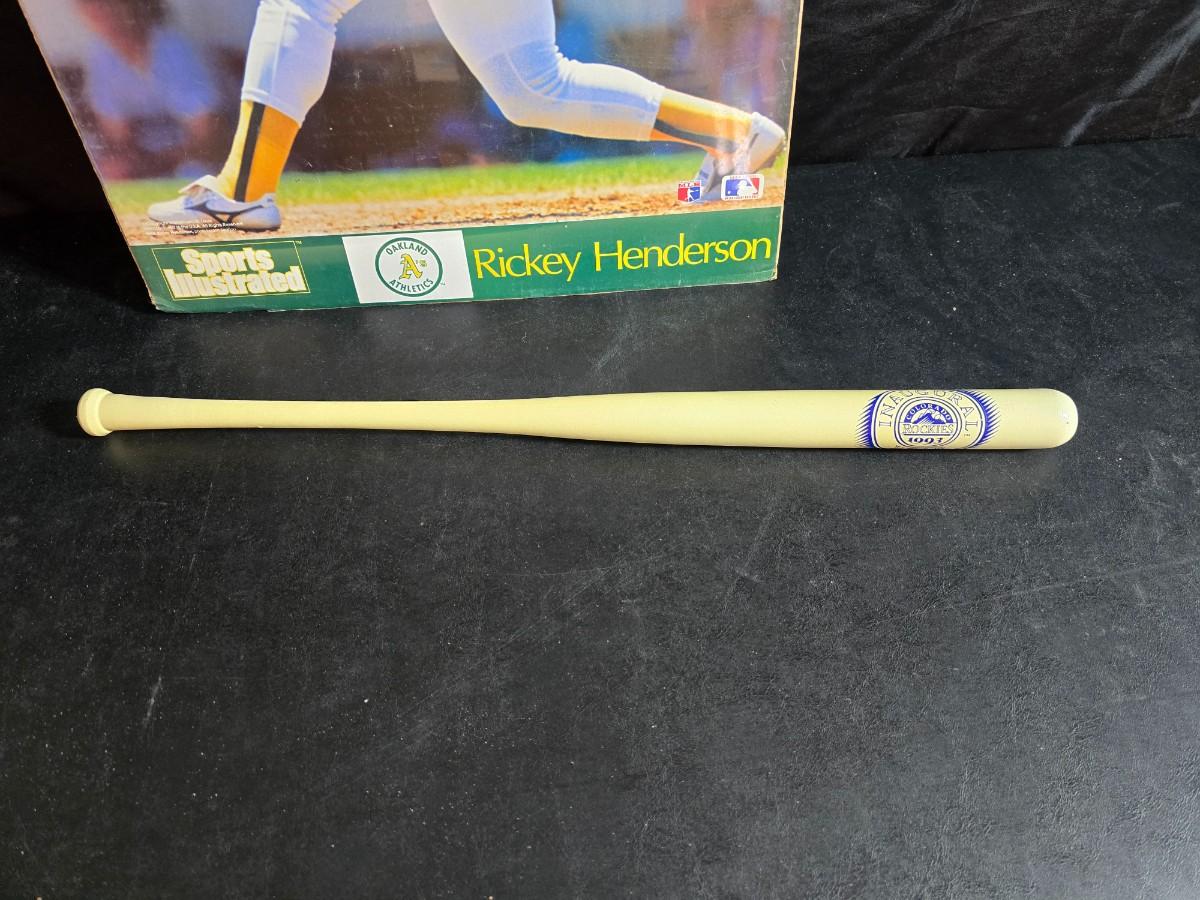 Sports
Illustrated
OAKLAND
A's
ATHLETICS
Rickey Henderson
INAUGURAL
COLORADO
ROCKIES
1993